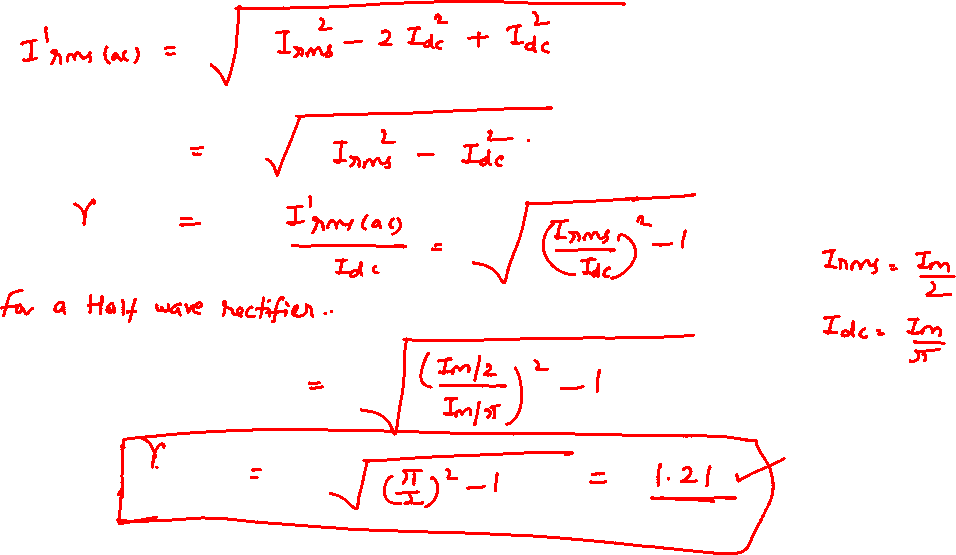 I'rms (ac) = √(Irms² - 2 Idc² + Idc²)
= √(Irms² - Idc²)
γ = I'rms (ac) / Idc = √((Irms / Idc)² - 1)
Irms = Im / 2
For a Half wave rectifier..
Idc = Im / π
= √(((Im/2) / (Im/π))² - 1)
γ = √((π/2)² - 1) = 1.21